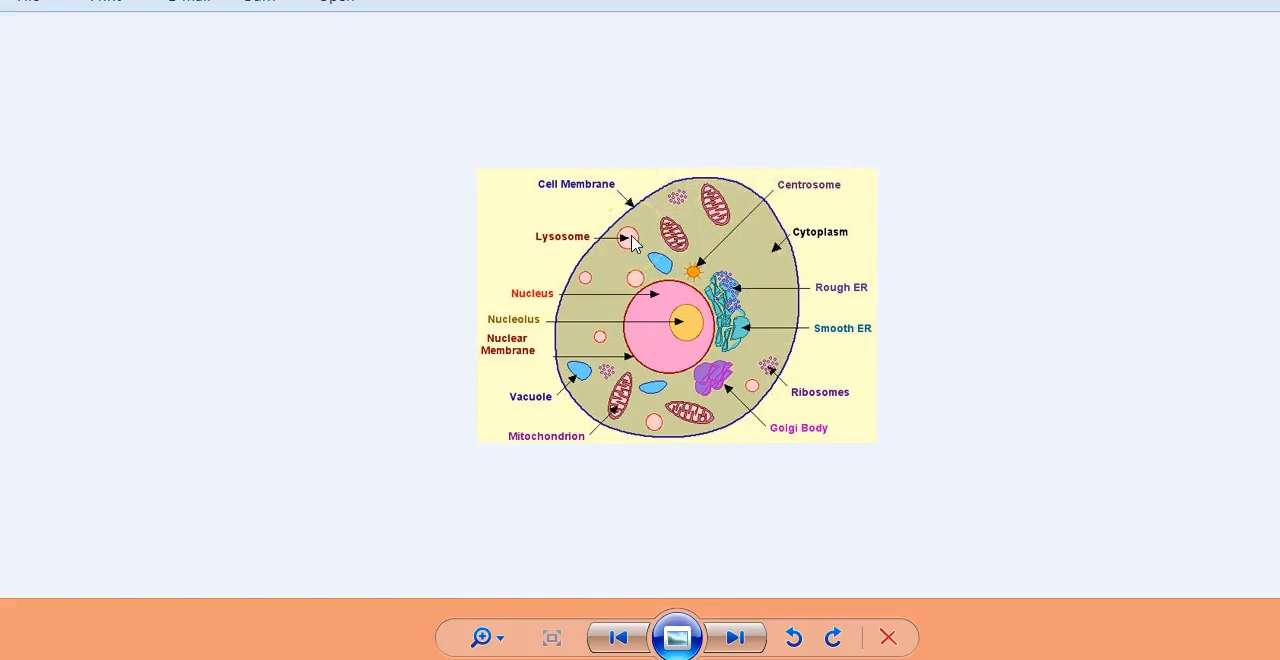 Cell Membrane
Centrosome
Lysosome
Cytoplasm
Nucleus
Rough ER
Nucleolus
Smooth ER
Nuclear
Membrane
Vacuole
Ribosomes
Mitochondrion
Golgi Body